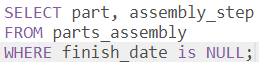 SELECT part, assembly_step
FROM parts_assembly
WHERE finish_date is NULL;